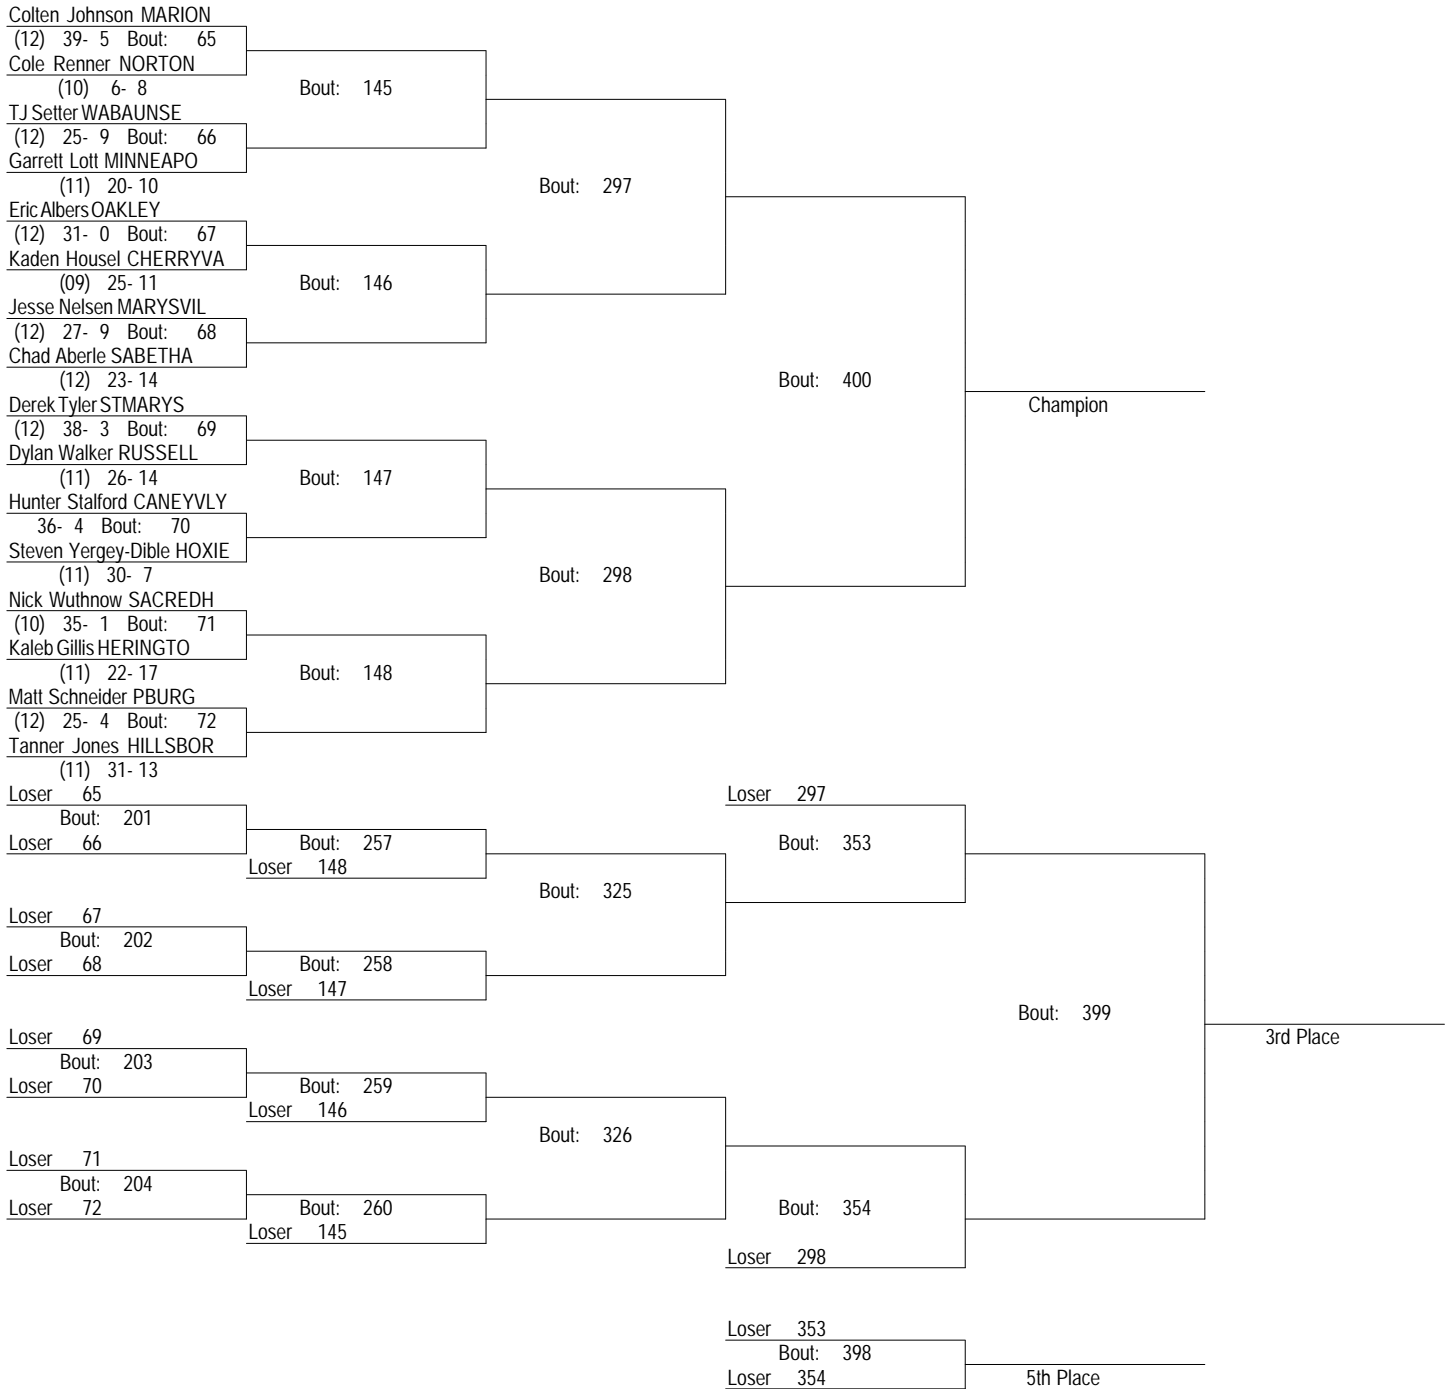 Colten Johnson MARION
(12) 39- 5 Bout: 65
Cole Renner NORTON
(10) 6- 8
Bout: 145
TJ Setter WABAUNSE
(12) 25- 9 Bout: 66
Garrett Lott MINNEAPO
(11) 20- 10
Bout: 297
Eric Albers OAKLEY
(12) 31- 0 Bout: 67
Kaden Housel CHERRYVA
(09) 25- 11
Bout: 146
Jesse Nelsen MARYSVIL
(12) 27- 9 Bout: 68
Chad Aberle SABETHA
(12) 23- 14
Bout: 400
Champion
Derek Tyler STMARYS
(12) 38- 3 Bout: 69
Dylan Walker RUSSELL
(11) 26- 14
Bout: 147
Hunter Stalford CANEYVLY
36- 4 Bout: 70
Steven Yergey-Dible HOXIE
(11) 30- 7
Bout: 298
Nick Wuthnow SACREDH
(10) 35- 1 Bout: 71
Kaleb Gillis HERINGTO
(11) 22- 17
Bout: 148
Matt Schneider PBURG
(12) 25- 4 Bout: 72
Tanner Jones HILLSBOR
(11) 31- 13
Loser 65
Bout: 201
Loser 66
Bout: 257
Loser 148
Loser 297
Bout: 353
Bout: 325
Loser 67
Bout: 202
Loser 68
Bout: 258
Loser 147
Bout: 399
3rd Place
Loser 69
Bout: 203
Loser 70
Bout: 259
Loser 146
Bout: 326
Loser 71
Bout: 204
Loser 72
Bout: 260
Loser 145
Bout: 354
Loser 298
Loser 353
Bout: 398
Loser 354
5th Place